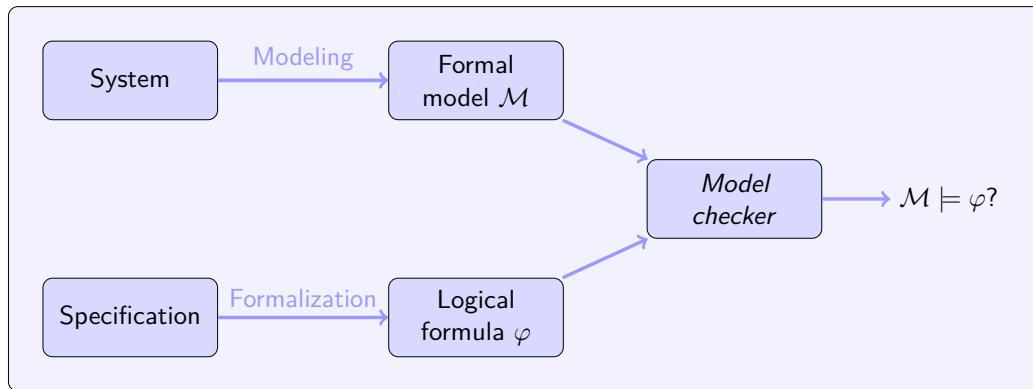 System
Modeling
Formal
model ℳ
Model
checker
ℳ ⊨ φ?
Specification
Formalization
Logical
formula φ